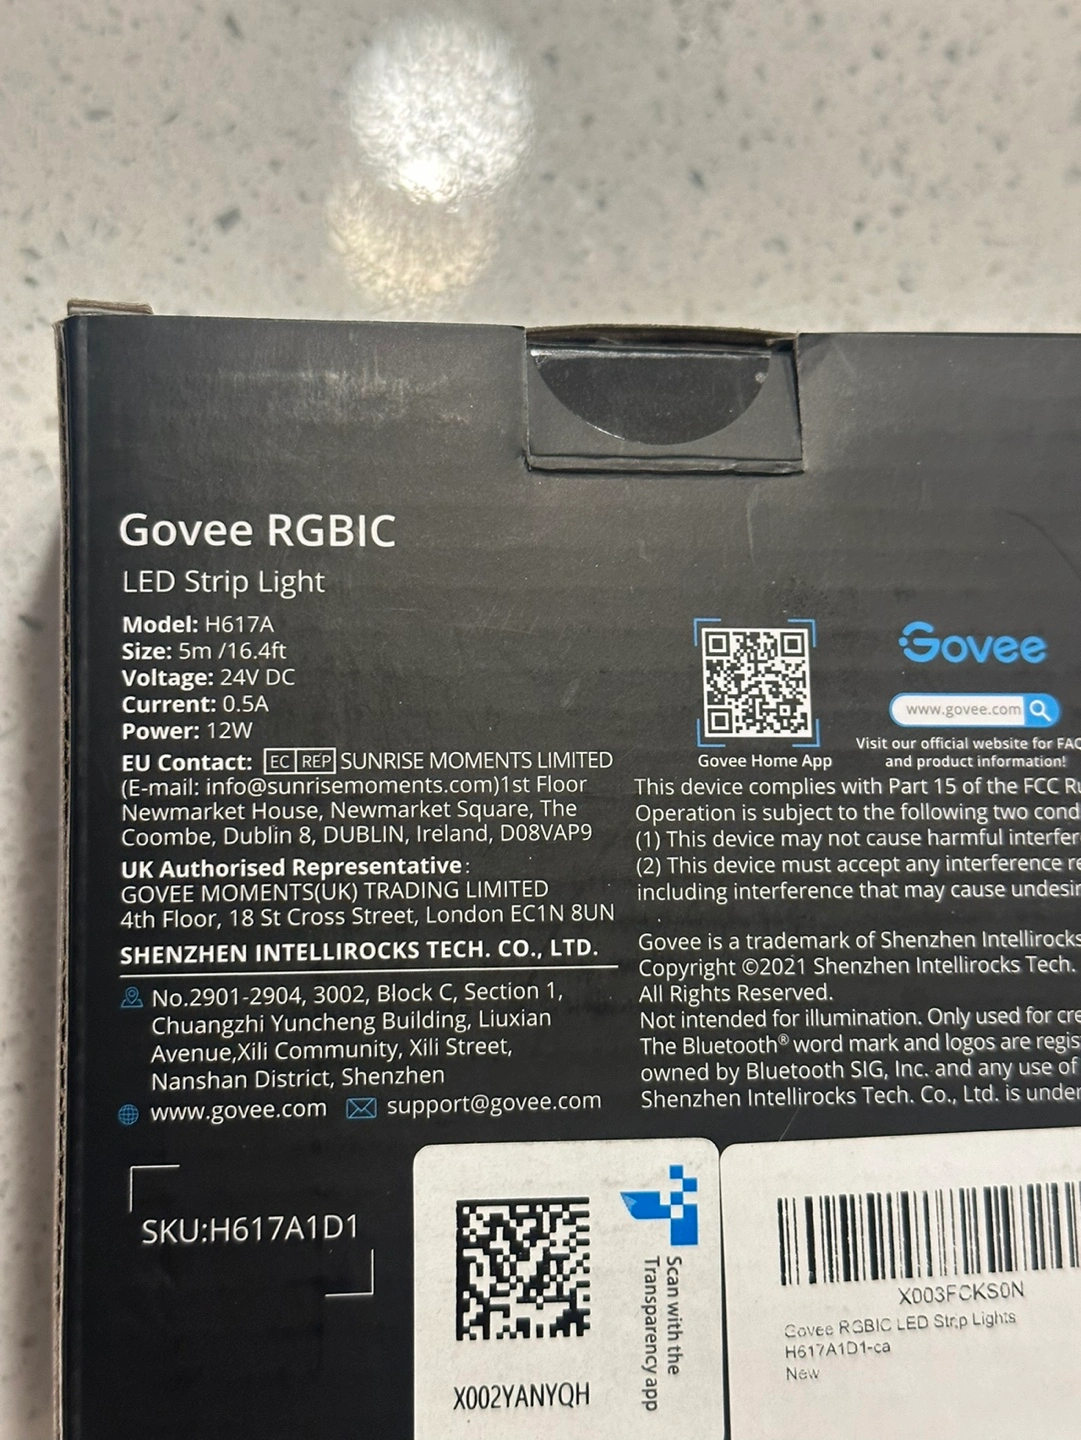 Govee RGBIC
LED Strip Light
Model: H617A
Size: 5m /16.4ft
Voltage: 24V DC
Current: 0.5A
Power: 12W
EU Contact: EC REP SUNRISE MOMENTS LIMITED
(E-mail: info@sunrisemoments.com)1st Floor
Newmarket House, Newmarket Square, The
Coombe, Dublin 8, DUBLIN, Ireland, D08VAP9
UK Authorised Representative:
GOVEE MOMENTS(UK) TRADING LIMITED
4th Floor, 18 St Cross Street, London EC1N 8UN
SHENZHEN INTELLIROCKS TECH. CO., LTD.
No.2901-2904, 3002, Block C, Section 1,
Chuangzhi Yuncheng Building, Liuxian
Avenue,Xili Community, Xili Street,
Nanshan District, Shenzhen
www.govee.com support@govee.com
SKU:H617A1D1
Govee Home App
Govee
www.govee.com
Visit our official website for FAQ
and product information!
This device complies with Part 15 of the FCC Ru
Operation is subject to the following two cond
(1) This device may not cause harmful interfer
(2) This device must accept any interference re
including interference that may cause undesir
Govee is a trademark of Shenzhen Intellirocks
Copyright ©2021 Shenzhen Intellirocks Tech.
All Rights Reserved.
Not intended for illumination. Only used for cre
The Bluetooth® word mark and logos are regis
owned by Bluetooth SIG, Inc. and any use of
Shenzhen Intellirocks Tech. Co., Ltd. is under
X002YANYQH
Scan with the
Transparency app
X003FCKS0N
Govee RGBIC LED Strip Lights
H617A1D1-ca
New